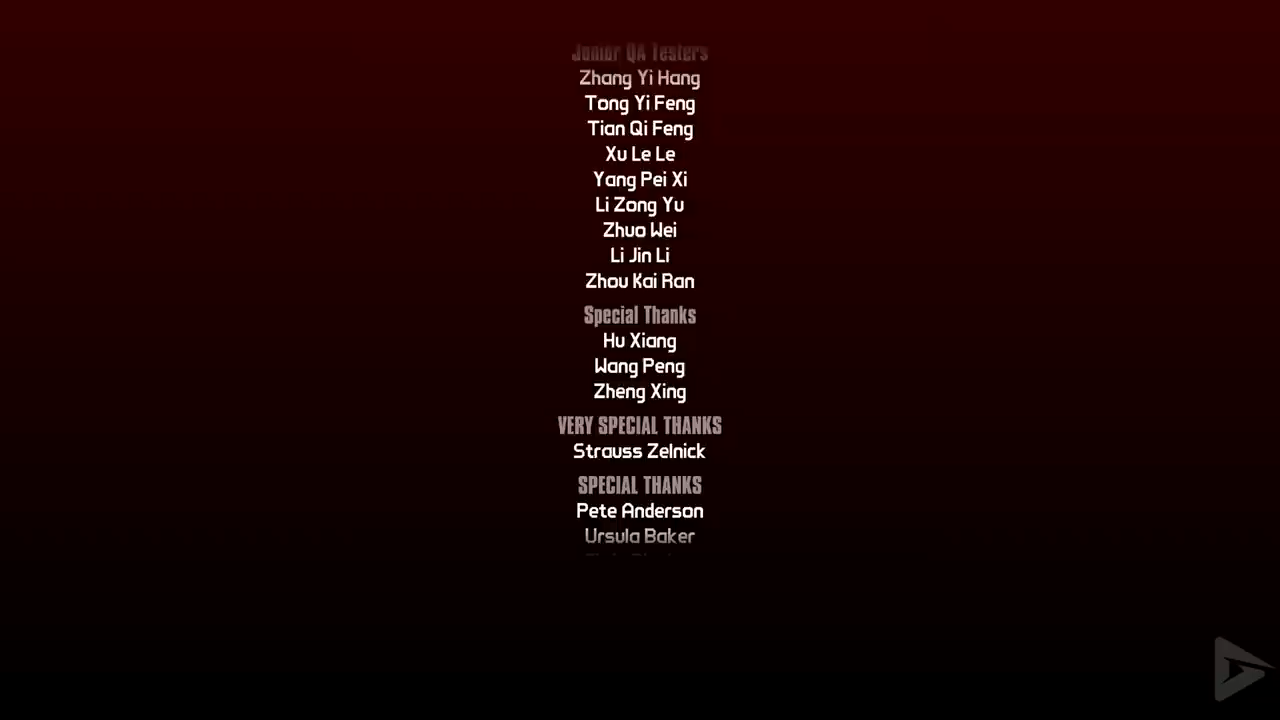 Junior QA Testers
Zhang Yi Hang
Tong Yi Feng
Tian Qi Feng
Xu Le Le
Yang Pei Xi
Li Zong Yu
Zhuo Wei
Li Jin Li
Zhou Kai Ran
Special Thanks
Hu Xiang
Wang Peng
Zheng Xing
VERY SPECIAL THANKS
Strauss Zelnick
SPECIAL THANKS
Pete Anderson
Ursula Baker